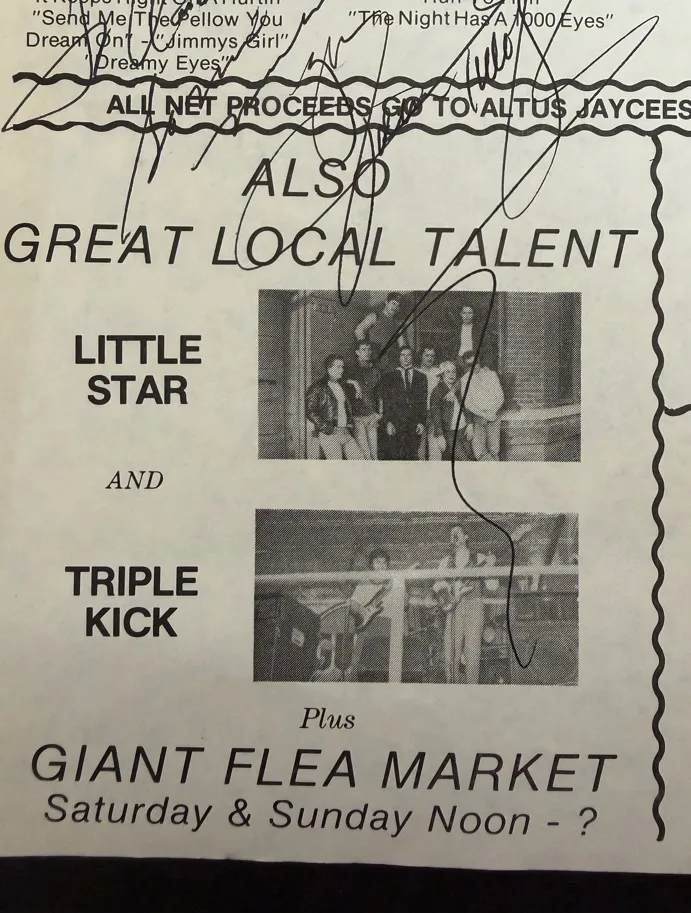 "Send Me The Pellow You
Dream On" - "Jimmys Girl"
"Dreamy Eyes"
"The Night Has A 1000 Eyes"
ALL NET PROCEEDS GO TO ALTUS JAYCEES
ALSO
GREAT LOCAL TALENT
LITTLE
STAR
AND
TRIPLE
KICK
Plus
GIANT FLEA MARKET
Saturday & Sunday Noon - ?